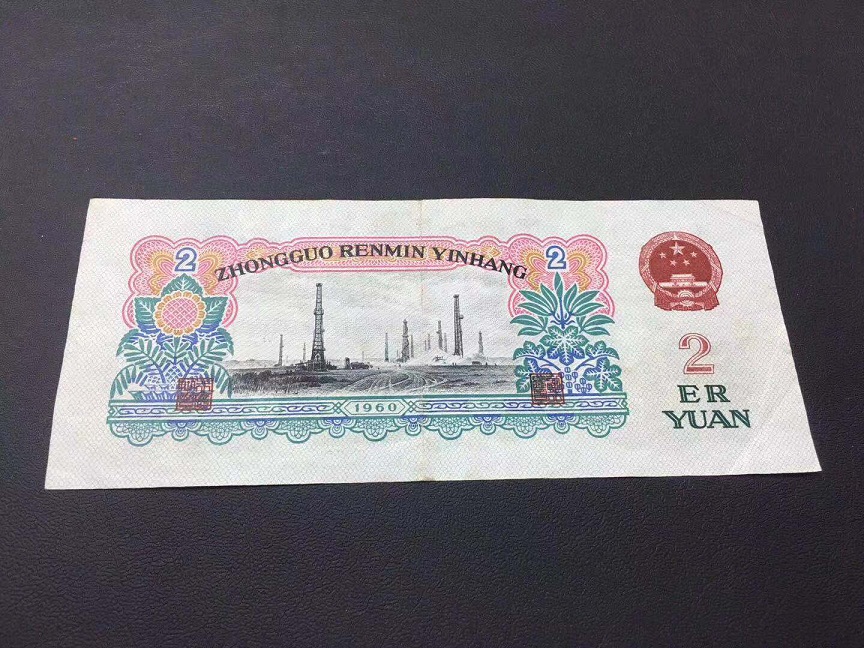 2
2
ZHONGGUO RENMIN YINHANG
2
ER
YUAN
1960